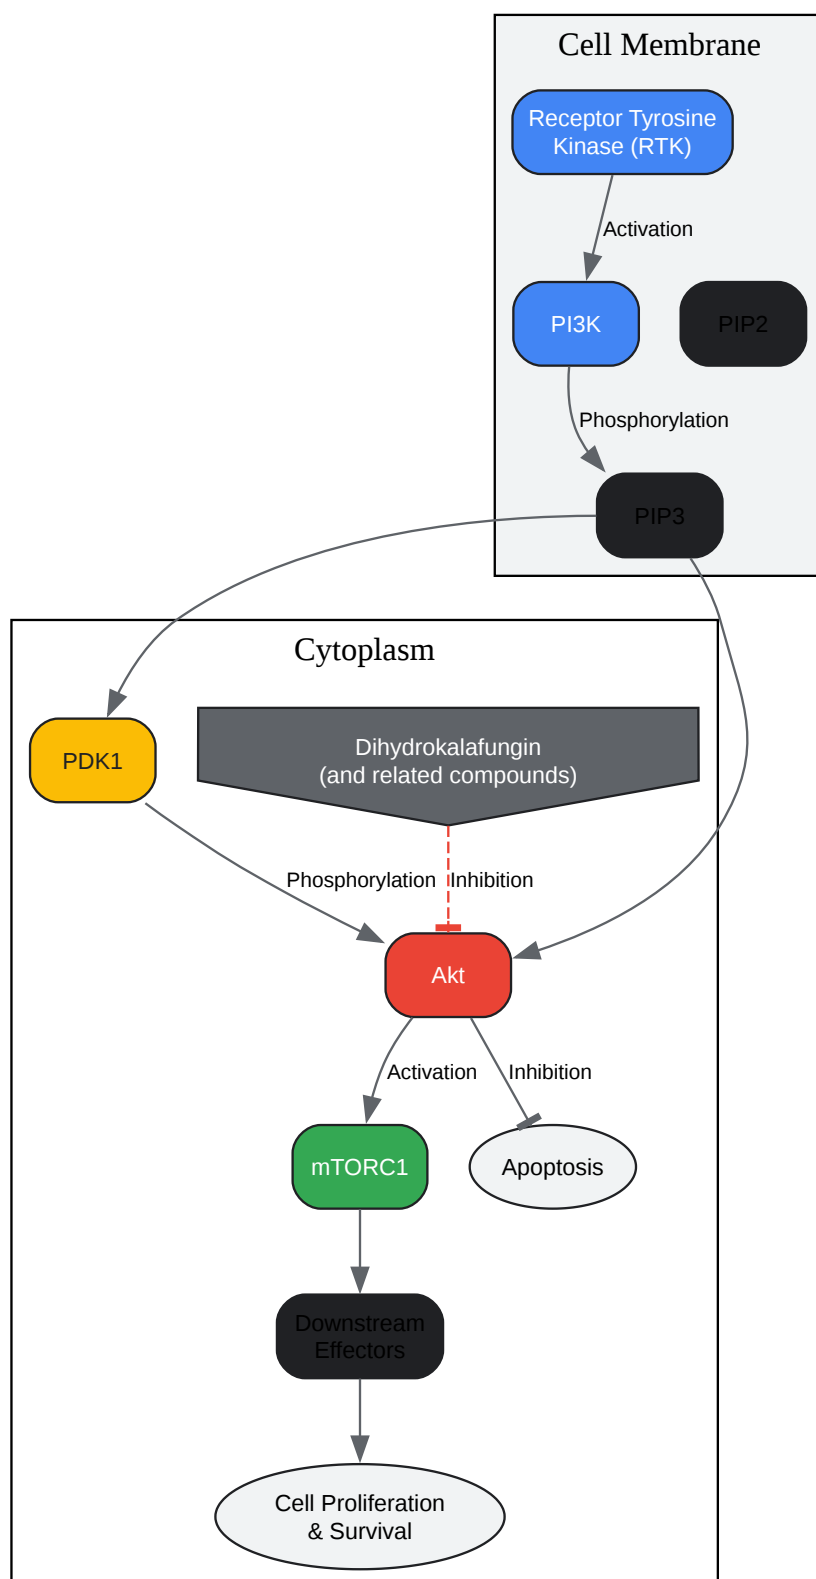 Cell Membrane
Receptor Tyrosine
Kinase (RTK)
Activation
PI3K
PIP2
Phosphorylation
PIP3
Cytoplasm
PDK1
Dihydrokalafungin
(and related compounds)
Phosphorylation
Inhibition
Akt
Activation
Inhibition
mTORC1
Apoptosis
Downstream
Effectors
Cell Proliferation
& Survival